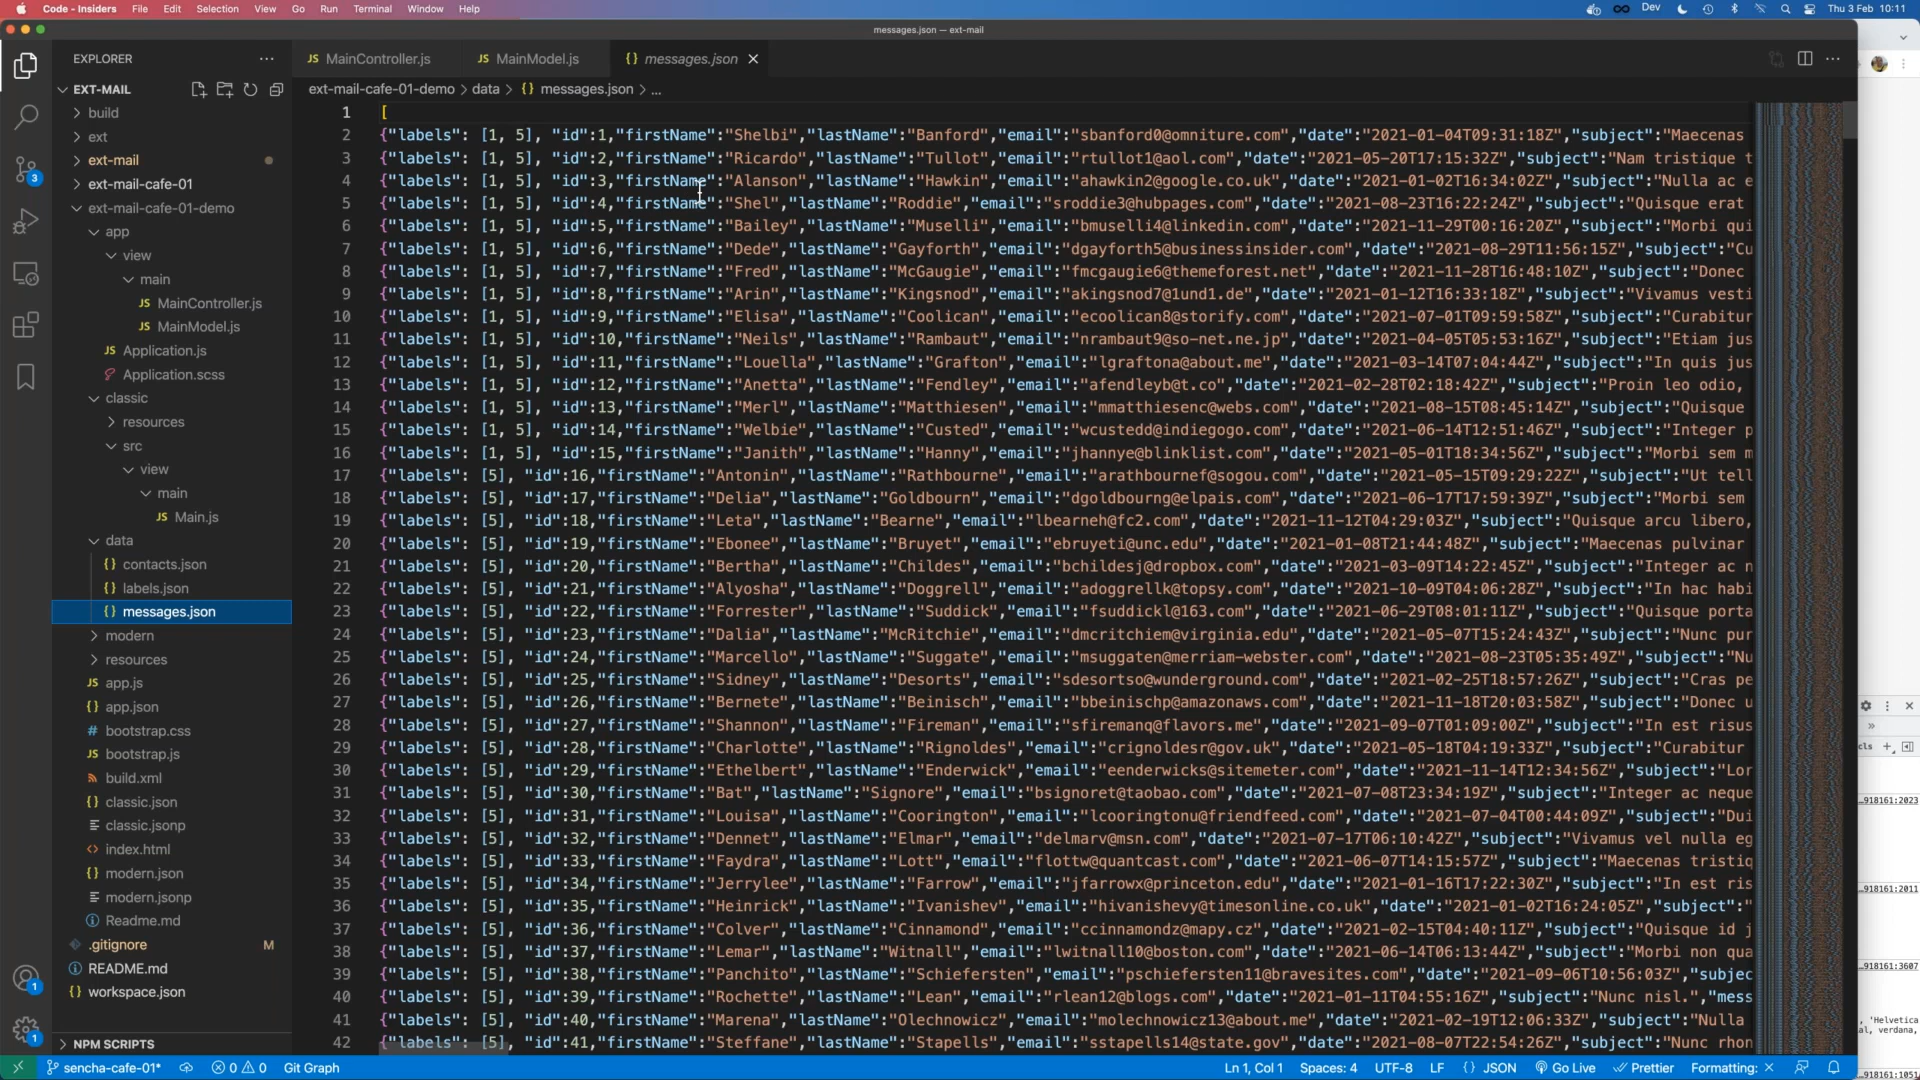 Code - Insiders File Edit Selection View Go Run Terminal Window Help
Dev Thu 3 Feb 10:11
messages.json — ext-mail
EXPLORER
EXT-MAIL
build
ext
ext-mail
ext-mail-cafe-01
ext-mail-cafe-01-demo
app
view
main
JS MainController.js
JS MainModel.js
JS Application.js
Application.scss
classic
resources
src
view
main
JS Main.js
data
{} contacts.json
{} labels.json
{} messages.json
modern
resources
JS app.js
{} app.json
# bootstrap.css
JS bootstrap.js
build.xml
{} classic.json
classic.jsonp
<> index.html
{} modern.json
modern.jsonp
Readme.md
.gitignore M
README.md
{} workspace.json
NPM SCRIPTS
3
1
1
JS MainController.js JS MainModel.js {} messages.json
ext-mail-cafe-01-demo > data > {} messages.json > ...
1 [
2 {"labels": [1, 5], "id":1,"firstName":"Shelbi","lastName":"Banford","email":"sbanford0@omniture.com","date":"2021-01-04T09:31:18Z","subject":"Maecenas
3 {"labels": [1, 5], "id":2,"firstName":"Ricardo","lastName":"Tullot","email":"rtullot1@aol.com","date":"2021-05-20T17:15:32Z","subject":"Nam tristique t
4 {"labels": [1, 5], "id":3,"firstName":"Alanson","lastName":"Hawkin","email":"ahawkin2@google.co.uk","date":"2021-01-02T16:34:02Z","subject":"Nulla ac e
5 {"labels": [1, 5], "id":4,"firstName":"Shel","lastName":"Roddie","email":"sroddie3@hubpages.com","date":"2021-08-23T16:22:24Z","subject":"Quisque erat
6 {"labels": [1, 5], "id":5,"firstName":"Bailey","lastName":"Muselli","email":"bmuselli4@linkedin.com","date":"2021-11-29T00:16:20Z","subject":"Morbi qui
7 {"labels": [1, 5], "id":6,"firstName":"Dede","lastName":"Gayforth","email":"dgayforth5@businessinsider.com","date":"2021-08-29T11:56:15Z","subject":"Cu
8 {"labels": [1, 5], "id":7,"firstName":"Fred","lastName":"McGaugie","email":"fmcgaugie6@themeforest.net","date":"2021-11-28T16:48:10Z","subject":"Donec
9 {"labels": [1, 5], "id":8,"firstName":"Arin","lastName":"Kingsnod","email":"akingsnod7@1und1.de","date":"2021-01-12T16:33:18Z","subject":"Vivamus vesti
10 {"labels": [1, 5], "id":9,"firstName":"Elisa","lastName":"Coolican","email":"ecoolican8@storify.com","date":"2021-07-01T09:59:58Z","subject":"Curabitur
11 {"labels": [1, 5], "id":10,"firstName":"Neils","lastName":"Rambaut","email":"nrambaut9@so-net.ne.jp","date":"2021-04-05T05:53:16Z","subject":"Etiam jus
12 {"labels": [1, 5], "id":11,"firstName":"Louella","lastName":"Grafton","email":"lgraftona@about.me","date":"2021-03-14T07:04:44Z","subject":"In quis jus
13 {"labels": [1, 5], "id":12,"firstName":"Anetta","lastName":"Fendley","email":"afendleyb@t.co","date":"2021-02-28T02:18:42Z","subject":"Proin leo odio,
14 {"labels": [1, 5], "id":13,"firstName":"Merl","lastName":"Matthiesen","email":"mmatthiesenc@webs.com","date":"2021-08-15T08:45:14Z","subject":"Quisque
15 {"labels": [1, 5], "id":14,"firstName":"Welbie","lastName":"Custed","email":"wcustedd@indiegogo.com","date":"2021-06-14T12:51:46Z","subject":"Integer p
16 {"labels": [1, 5], "id":15,"firstName":"Janith","lastName":"Hanny","email":"jhannye@blinklist.com","date":"2021-05-01T18:34:56Z","subject":"Morbi sem m
17 {"labels": [5], "id":16,"firstName":"Antonin","lastName":"Rathbourne","email":"arathbournef@sogou.com","date":"2021-05-15T09:29:22Z","subject":"Ut tell
18 {"labels": [5], "id":17,"firstName":"Delia","lastName":"Goldbourn","email":"dgoldbourng@elpais.com","date":"2021-06-17T17:59:39Z","subject":"Morbi sem
19 {"labels": [5], "id":18,"firstName":"Leta","lastName":"Bearne","email":"lbearneh@fc2.com","date":"2021-11-12T04:29:03Z","subject":"Quisque arcu libero,
20 {"labels": [5], "id":19,"firstName":"Ebonee","lastName":"Bruyet","email":"ebruyeti@unc.edu","date":"2021-01-08T21:44:48Z","subject":"Maecenas pulvinar
21 {"labels": [5], "id":20,"firstName":"Bertha","lastName":"Childes","email":"bchildesj@dropbox.com","date":"2021-03-09T14:22:45Z","subject":"Integer ac n
22 {"labels": [5], "id":21,"firstName":"Alyosha","lastName":"Doggrell","email":"adoggrellk@topsy.com","date":"2021-10-09T04:06:28Z","subject":"In hac habi
23 {"labels": [5], "id":22,"firstName":"Forrester","lastName":"Suddick","email":"fsuddickl@163.com","date":"2021-06-29T08:01:11Z","subject":"Quisque porta
24 {"labels": [5], "id":23,"firstName":"Dalia","lastName":"McRitchie","email":"dmcritchiem@virginia.edu","date":"2021-05-07T15:24:43Z","subject":"Nunc pur
25 {"labels": [5], "id":24,"firstName":"Marcello","lastName":"Suggate","email":"msuggaten@merriam-webster.com","date":"2021-08-23T05:35:49Z","subject":"Nu
26 {"labels": [5], "id":25,"firstName":"Sidney","lastName":"Desorts","email":"sdesortso@wunderground.com","date":"2021-02-25T18:57:26Z","subject":"Cras pe
27 {"labels": [5], "id":26,"firstName":"Bernete","lastName":"Beinisch","email":"bbeinischp@amazonaws.com","date":"2021-11-18T20:03:58Z","subject":"Donec u
28 {"labels": [5], "id":27,"firstName":"Shannon","lastName":"Fireman","email":"sfiremanq@flavors.me","date":"2021-09-07T01:09:00Z","subject":"In est risus
29 {"labels": [5], "id":28,"firstName":"Charlotte","lastName":"Rignoldes","email":"crignoldesr@gov.uk","date":"2021-05-18T04:19:33Z","subject":"Curabitur
30 {"labels": [5], "id":29,"firstName":"Ethelbert","lastName":"Enderwick","email":"eenderwicks@sitemeter.com","date":"2021-11-14T12:34:56Z","subject":"Lor
31 {"labels": [5], "id":30,"firstName":"Bat","lastName":"Signore","email":"bsignoret@taobao.com","date":"2021-07-08T23:34:19Z","subject":"Integer ac neque
32 {"labels": [5], "id":31,"firstName":"Louisa","lastName":"Coorington","email":"lcooringtonu@friendfeed.com","date":"2021-07-04T00:44:09Z","subject":"Dui
33 {"labels": [5], "id":32,"firstName":"Dennet","lastName":"Elmar","email":"delmarv@msn.com","date":"2021-07-17T06:10:42Z","subject":"Vivamus vel nulla eg
34 {"labels": [5], "id":33,"firstName":"Faydra","lastName":"Lott","email":"flottw@quantcast.com","date":"2021-06-07T14:15:57Z","subject":"Maecenas tristiq
35 {"labels": [5], "id":34,"firstName":"Jerrylee","lastName":"Farrow","email":"jfarrowx@princeton.edu","date":"2021-01-16T17:22:30Z","subject":"In est ris
36 {"labels": [5], "id":35,"firstName":"Heinrick","lastName":"Ivanishev","email":"hivanishevy@timesonline.co.uk","date":"2021-01-02T16:24:05Z","subject":"
37 {"labels": [5], "id":36,"firstName":"Colver","lastName":"Cinnamond","email":"ccinnamondz@mapy.cz","date":"2021-02-15T04:40:11Z","subject":"Quisque id j
38 {"labels": [5], "id":37,"firstName":"Lemar","lastName":"Witnall","email":"lwitnall10@boston.com","date":"2021-06-14T06:13:44Z","subject":"Morbi non qua
39 {"labels": [5], "id":38,"firstName":"Panchito","lastName":"Schiefersten","email":"pschiefersten11@bravesites.com","date":"2021-09-06T10:56:03Z","subjec
40 {"labels": [5], "id":39,"firstName":"Rochette","lastName":"Lean","email":"rlean12@blogs.com","date":"2021-01-11T04:55:16Z","subject":"Nunc nisl.","mess
41 {"labels": [5], "id":40,"firstName":"Marena","lastName":"Olechnowicz","email":"molechnowicz13@about.me","date":"2021-02-19T12:06:33Z","subject":"Nulla
42 {"labels": [5], "id":41,"firstName":"Steffane","lastName":"Stapells","email":"sstapells14@state.gov","date":"2021-08-07T22:54:26Z","subject":"Nunc rhon
cls
…918161:2023
…918161:2011
…918161:3607
, 'Helvetica
al, verdana,
…918161:1051
sencha-cafe-01* 0 0 Git Graph Ln 1, Col 1 Spaces: 4 UTF-8 LF {} JSON Go Live Prettier Formatting: ×